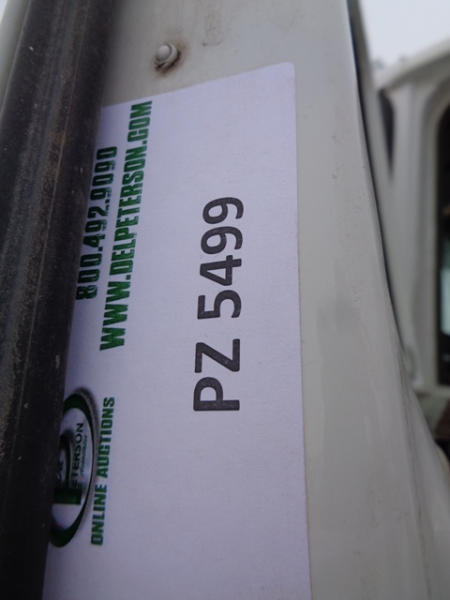 800.492.9090
WWW.DELPETERSON.COM
PETERSON
ONLINE AUCTIONS
PZ 5499